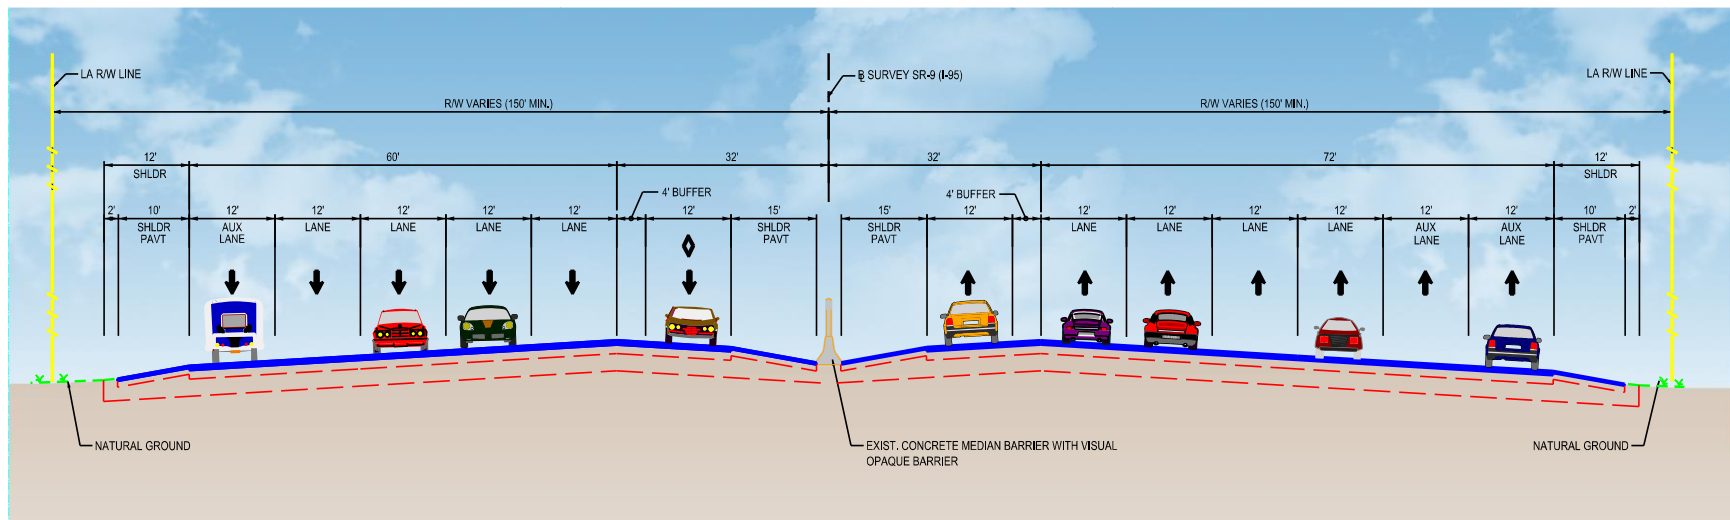 LA R/W LINE
℄ SURVEY SR-9 (I-95)
LA R/W LINE
R/W VARIES (150' MIN.)
R/W VARIES (150' MIN.)
12'
60'
32'
32'
72'
12'
SHLDR
SHLDR
4' BUFFER
4' BUFFER
2'
10'
12'
12'
12'
12'
12'
12'
15'
15'
12'
12'
12'
12'
12'
12'
12'
10'
2'
SHLDR
PAVT
AUX
LANE
LANE
LANE
LANE
LANE
SHLDR
PAVT
SHLDR
PAVT
LANE
LANE
LANE
LANE
AUX
LANE
AUX
LANE
SHLDR
PAVT
NATURAL GROUND
EXIST. CONCRETE MEDIAN BARRIER WITH VISUAL
OPAQUE BARRIER
NATURAL GROUND